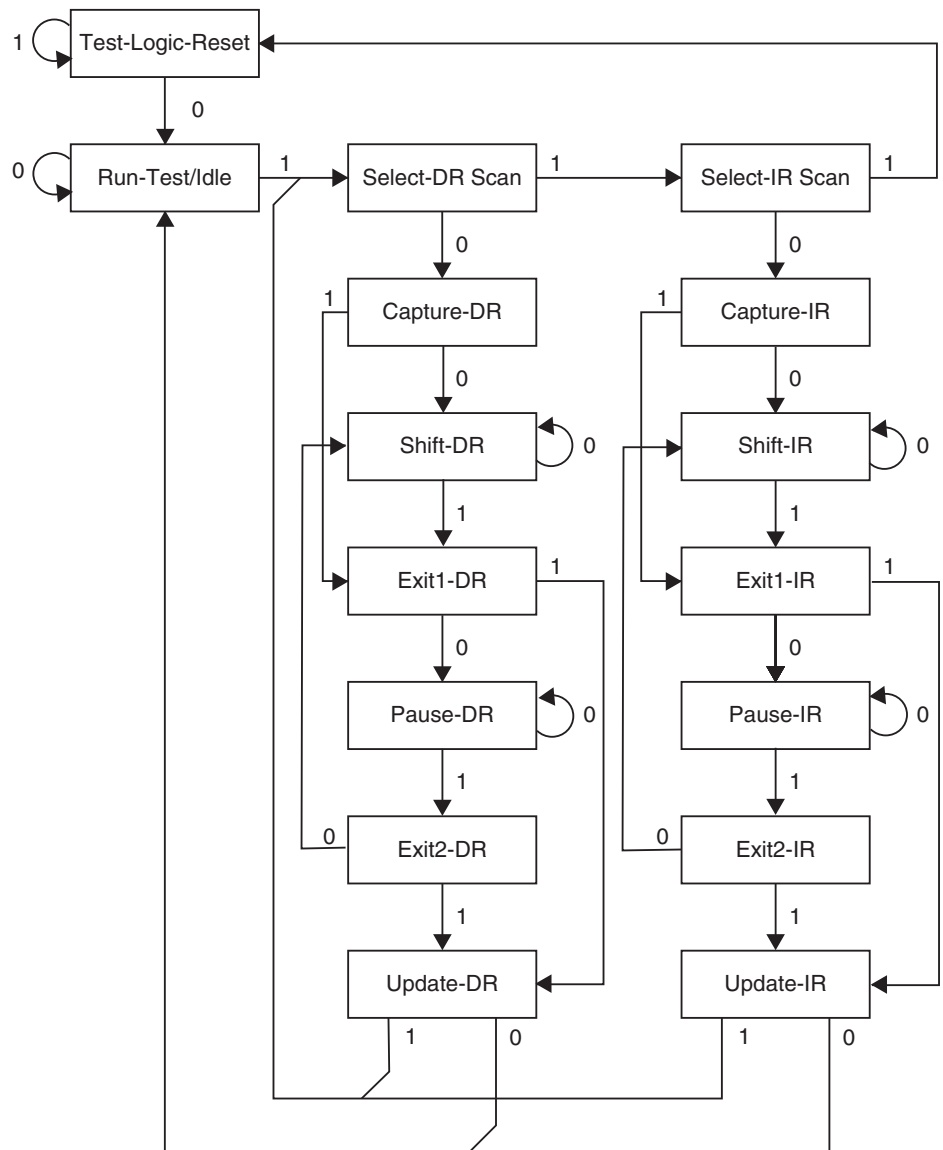 1 Test-Logic-Reset
0
0 Run-Test/Idle 1 Select-DR Scan 1 Select-IR Scan 1
0 0
1 Capture-DR 1 Capture-IR
0 0
Shift-DR 0 Shift-IR 0
1 1
Exit1-DR 1 Exit1-IR 1
0 0
Pause-DR 0 Pause-IR 0
1 1
0 Exit2-DR 0 Exit2-IR
1 1
Update-DR Update-IR
1 0 1 0